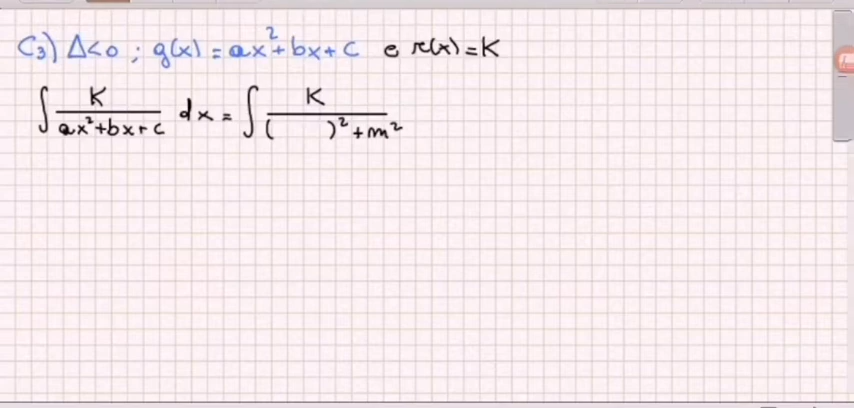 C3) Δ<0 ; g(x) = ax²+bx+c e r(x)=K
∫ K/(ax²+bx+c) dx = ∫ K/(( )²+m²)